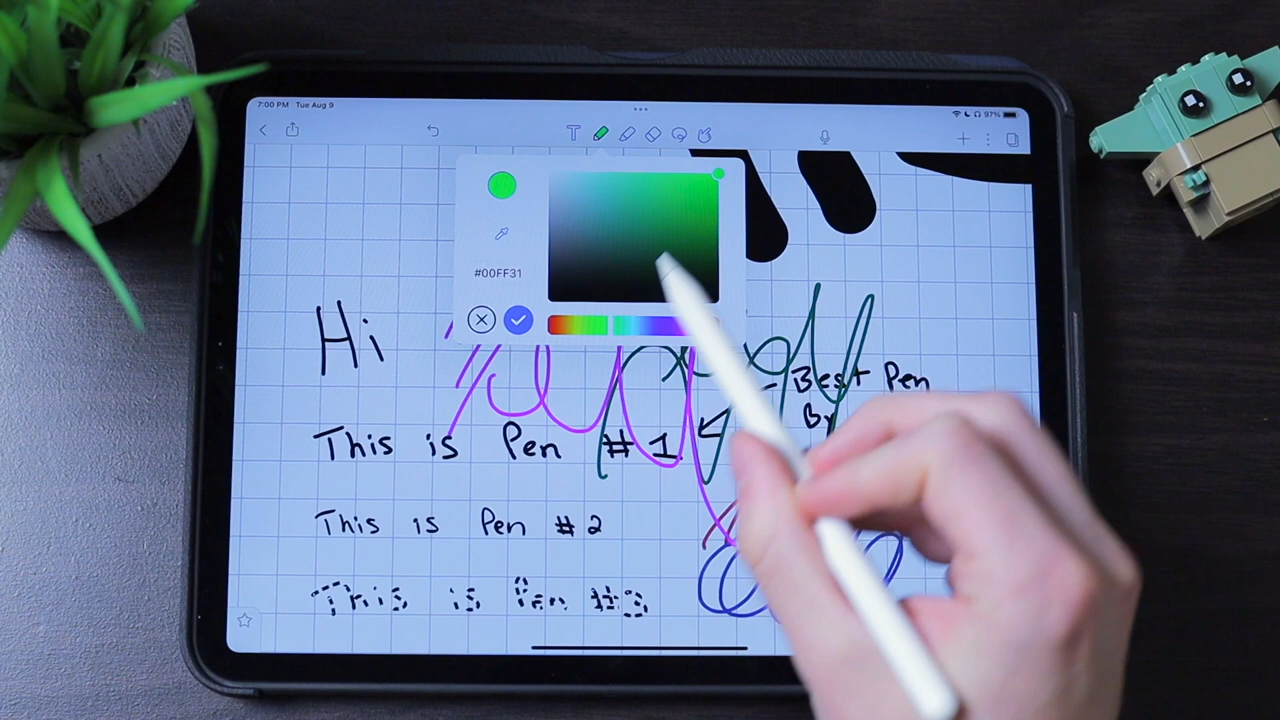 7:00 PM Tue Aug 9
97%
T
#00FF31
Hi
Best Pen
By
This is Pen #1
This is Pen #2
This is Pen #3